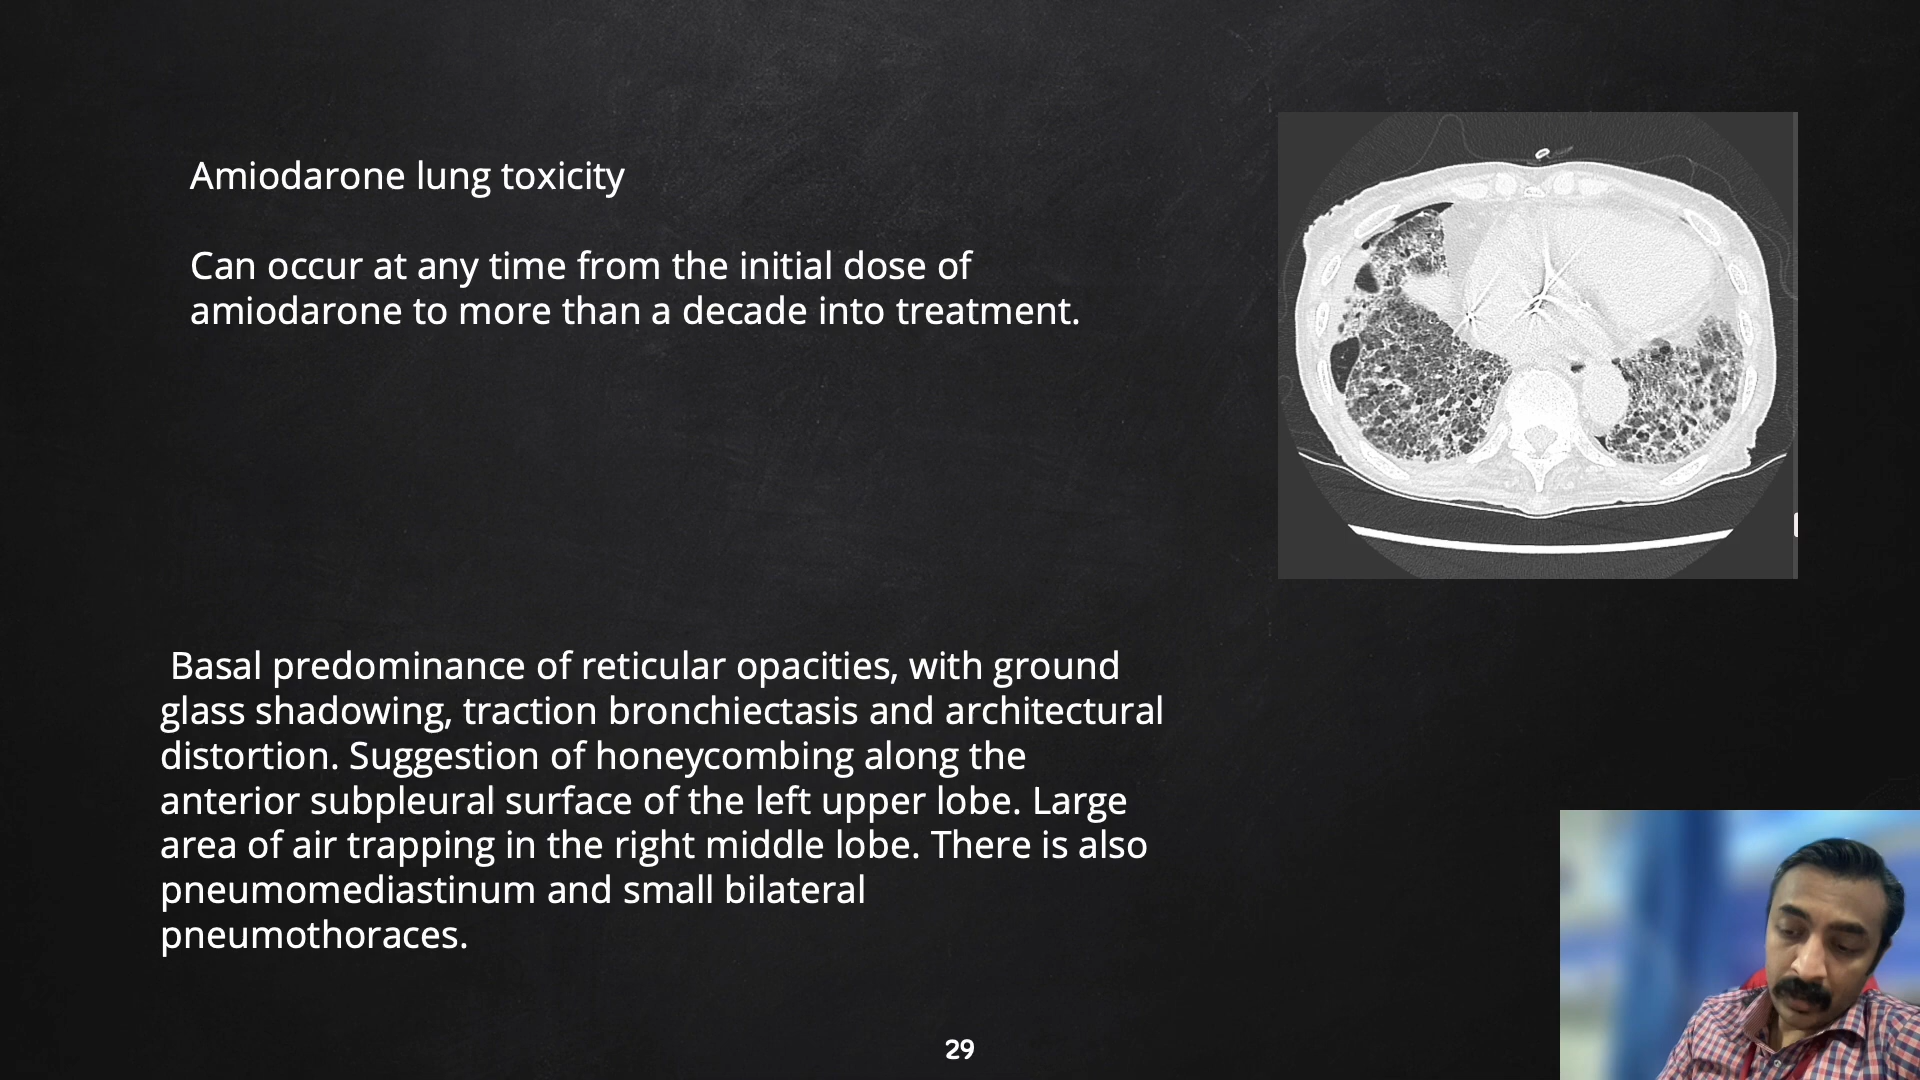 Amiodarone lung toxicity
Can occur at any time from the initial dose of
amiodarone to more than a decade into treatment.
Basal predominance of reticular opacities, with ground
glass shadowing, traction bronchiectasis and architectural
distortion. Suggestion of honeycombing along the
anterior subpleural surface of the left upper lobe. Large
area of air trapping in the right middle lobe. There is also
pneumomediastinum and small bilateral
pneumothoraces.
29